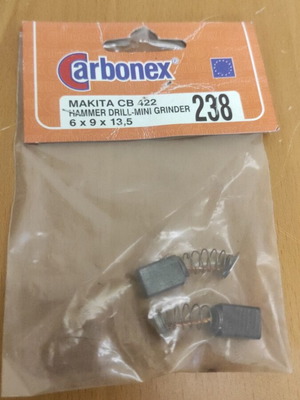 Carbonex
MAKITA CB 422
HAMMER DRILL-MINI GRINDER
6 x 9 x 13,5
238